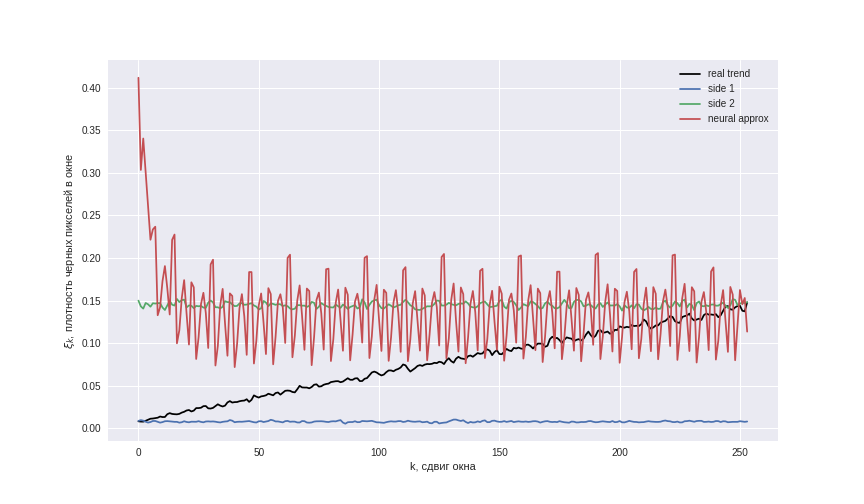 real trend
side 1
side 2
neural approx
0.40
0.35
0.30
0.25
0.20
0.15
0.10
0.05
0.00
ξk, плотность черных пикселей в окне
0 50 100 150 200 250
k, сдвиг окна